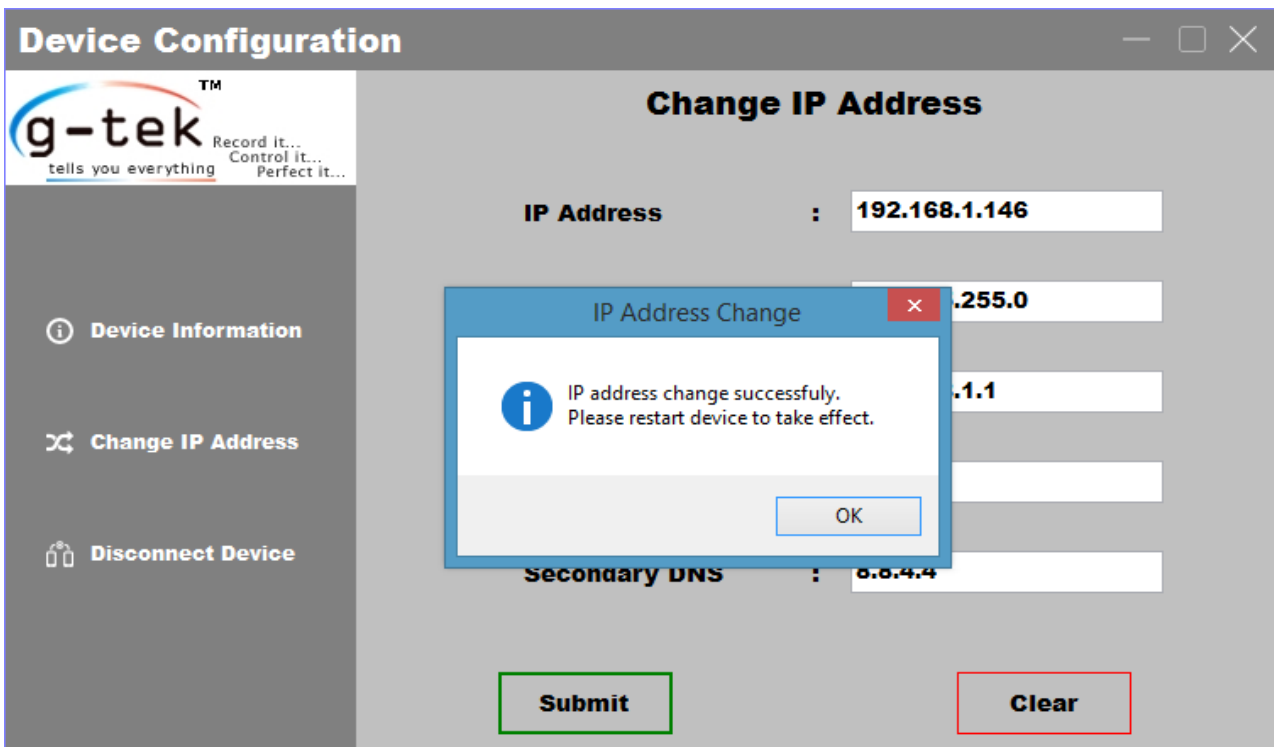 Device Configuration
TM
g-tek
Record it...
Control it...
Perfect it...
tells you everything
Device Information
Change IP Address
Disconnect Device
Change IP Address
IP Address : 192.168.1.146
.255.0
.1.1
Secondary DNS : 8.8.4.4
Submit
Clear
IP Address Change
IP address change successfuly.
Please restart device to take effect.
OK